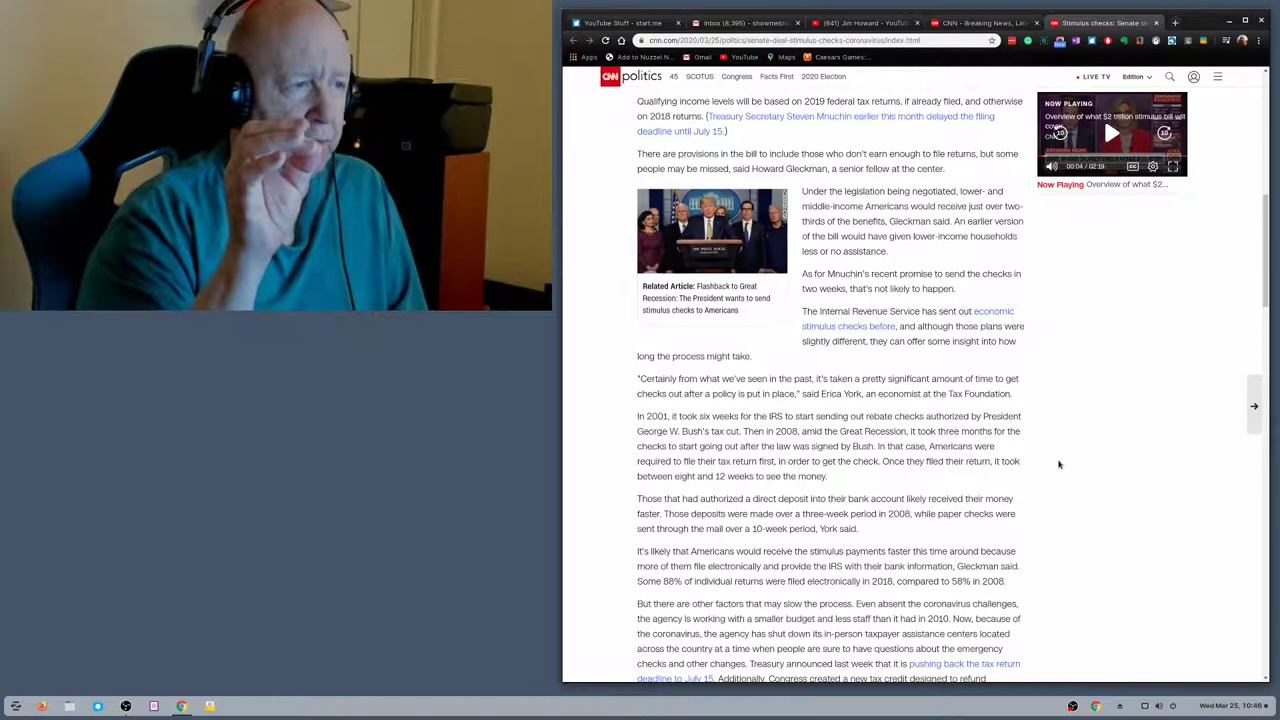 YouTube Stuff - start.me
Inbox (8,395) - showmebl
(641) Jim Howard - YouTub
CNN - Breaking News, Lat
Stimulus checks: Senate d
cnn.com/2020/03/25/politics/senate-deal-stimulus-checks-coronavirus/index.html
Apps
Add to Nuzzel N...
Gmail
YouTube
Maps
Caesars Games:...
CNN politics 45 SCOTUS Congress Facts First 2020 Election
LIVE TV Edition
Qualifying income levels will be based on 2019 federal tax returns, if already filed, and otherwise
on 2018 returns. (Treasury Secretary Steven Mnuchin earlier this month delayed the filing
deadline until July 15.)
There are provisions in the bill to include those who don't earn enough to file returns, but some
people may be missed, said Howard Gleckman, a senior fellow at the center.
Related Article: Flashback to Great
Recession: The President wants to send
stimulus checks to Americans
Under the legislation being negotiated, lower- and
middle-income Americans would receive just over two-
thirds of the benefits, Gleckman said. An earlier version
of the bill would have given lower-income households
less or no assistance.
As for Mnuchin's recent promise to send the checks in
two weeks, that's not likely to happen.
The Internal Revenue Service has sent out economic
stimulus checks before, and although those plans were
slightly different, they can offer some insight into how
long the process might take.
"Certainly from what we've seen in the past, it's taken a pretty significant amount of time to get
checks out after a policy is put in place," said Erica York, an economist at the Tax Foundation.
In 2001, it took six weeks for the IRS to start sending out rebate checks authorized by President
George W. Bush's tax cut. Then in 2008, amid the Great Recession, it took three months for the
checks to start going out after the law was signed by Bush. In that case, Americans were
required to file their tax return first, in order to get the check. Once they filed their return, it took
between eight and 12 weeks to see the money.
Those that had authorized a direct deposit into their bank account likely received their money
faster. Those deposits were made over a three-week period in 2008, while paper checks were
sent through the mail over a 10-week period, York said.
It's likely that Americans would receive the stimulus payments faster this time around because
more of them file electronically and provide the IRS with their bank information, Gleckman said.
Some 88% of individual returns were filed electronically in 2018, compared to 58% in 2008.
But there are other factors that may slow the process. Even absent the coronavirus challenges,
the agency is working with a smaller budget and less staff than it had in 2010. Now, because of
the coronavirus, the agency has shut down its in-person taxpayer assistance centers located
across the country at a time when people are sure to have questions about the emergency
checks and other changes. Treasury announced last week that it is pushing back the tax return
deadline to July 15. Additionally, Congress created a new tax credit designed to refund
NOW PLAYING
Overview of what $2 trillion stimulus bill will
cover
10
10
00:04 / 02:19
CC
Now Playing Overview of what $2...
Wed Mar 25, 10:46